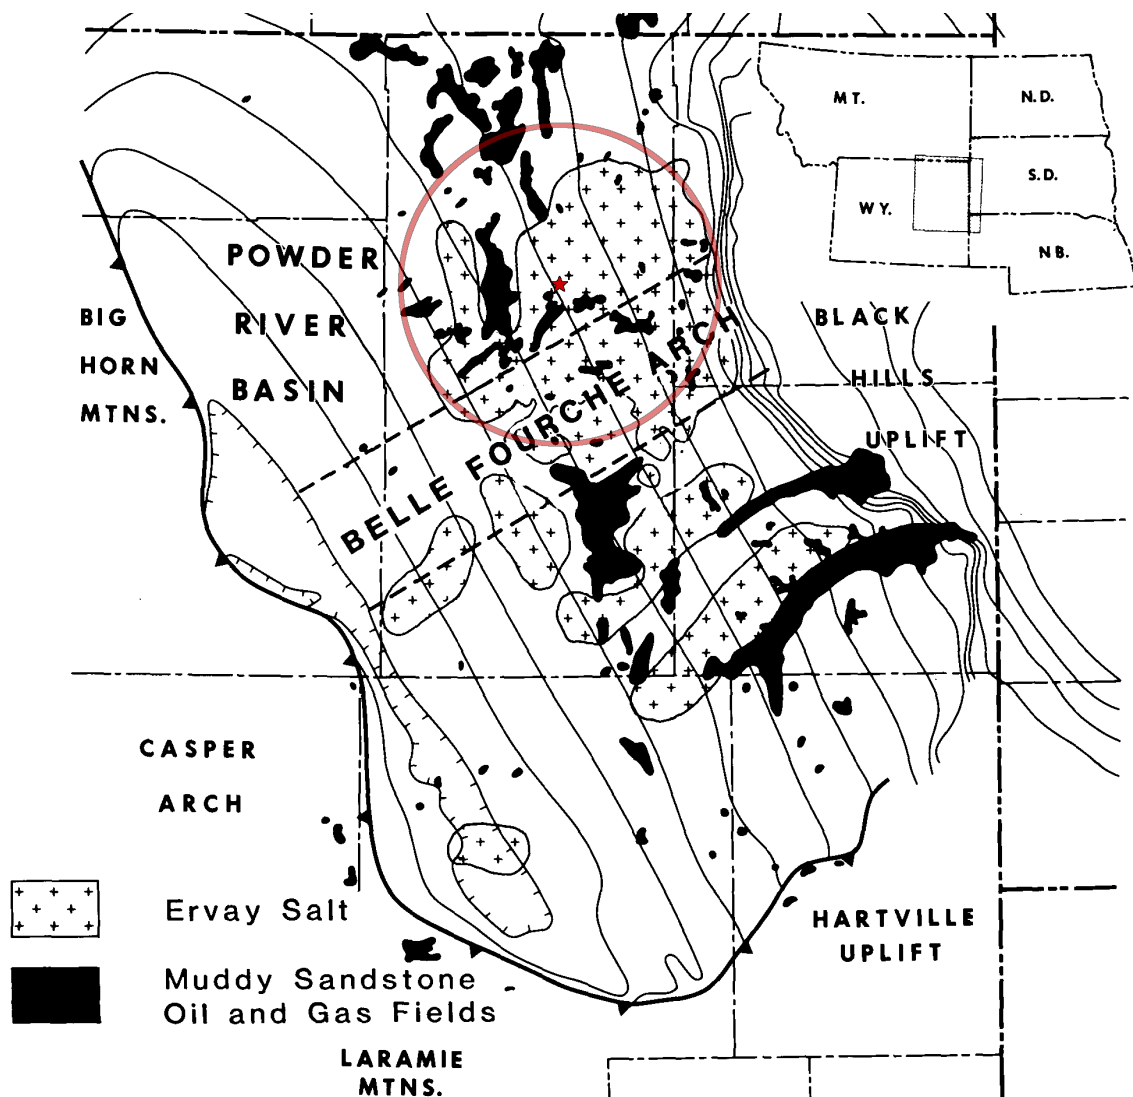 MT.
N.D.
S.D.
WY.
NB.
POWDER
RIVER
BASIN
BIG
HORN
MTNS.
BLACK
HILLS
UPLIFT
BELLE FOURCHE ARCH
CASPER
ARCH
Ervay Salt
Muddy Sandstone
Oil and Gas Fields
HARTVILLE
UPLIFT
LARAMIE
MTNS.